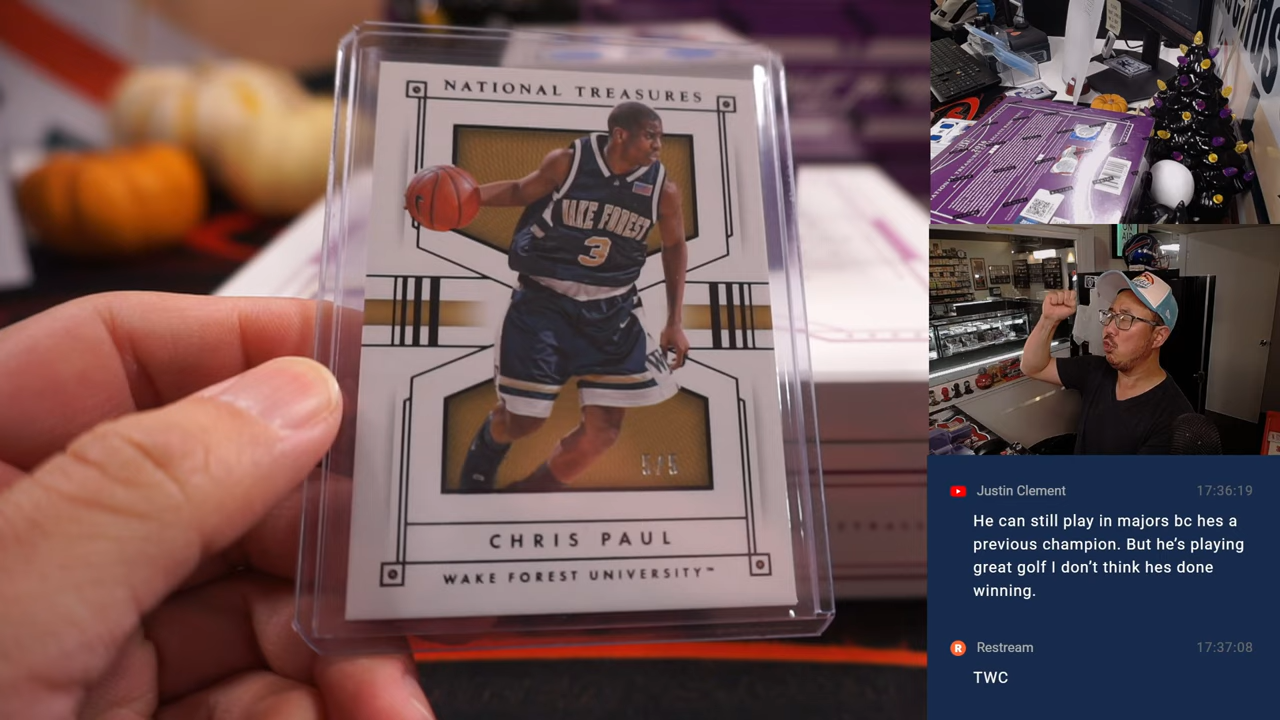 NATIONAL TREASURES
WAKE FOREST
3
5/5
CHRIS PAUL
WAKE FOREST UNIVERSITY™
Justin Clement 17:36:19
He can still play in majors bc hes a
previous champion. But he’s playing
great golf I don’t think hes done
winning.
Restream 17:37:08
TWC